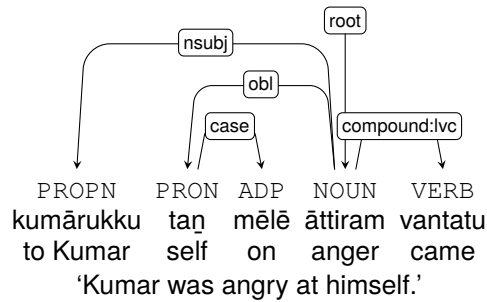 root
nsubj
obl
case compound:lvc
PROPN PRON ADP NOUN VERB
kumārukku taṉ mēlē āttiram vantatu
to Kumar self on anger came
‘Kumar was angry at himself.’